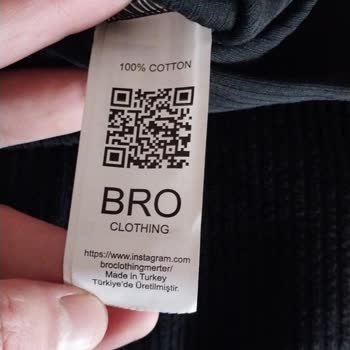 100% COTTON
BRO
CLOTHING
https://www.instagram.com
broclothingmerter/
Made in Turkey
Türkiye'de Üretilmiştir.